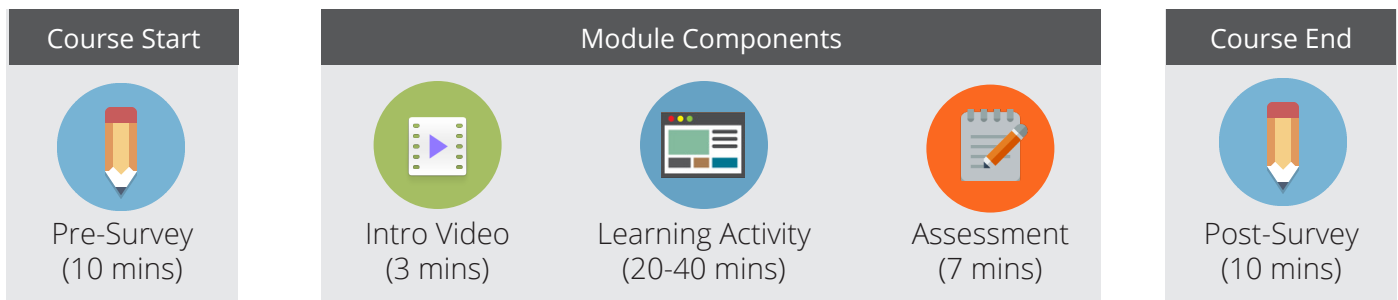 Course Start
Pre-Survey
(10 mins)
Module Components
Intro Video
(3 mins)
Learning Activity
(20-40 mins)
Assessment
(7 mins)
Course End
Post-Survey
(10 mins)